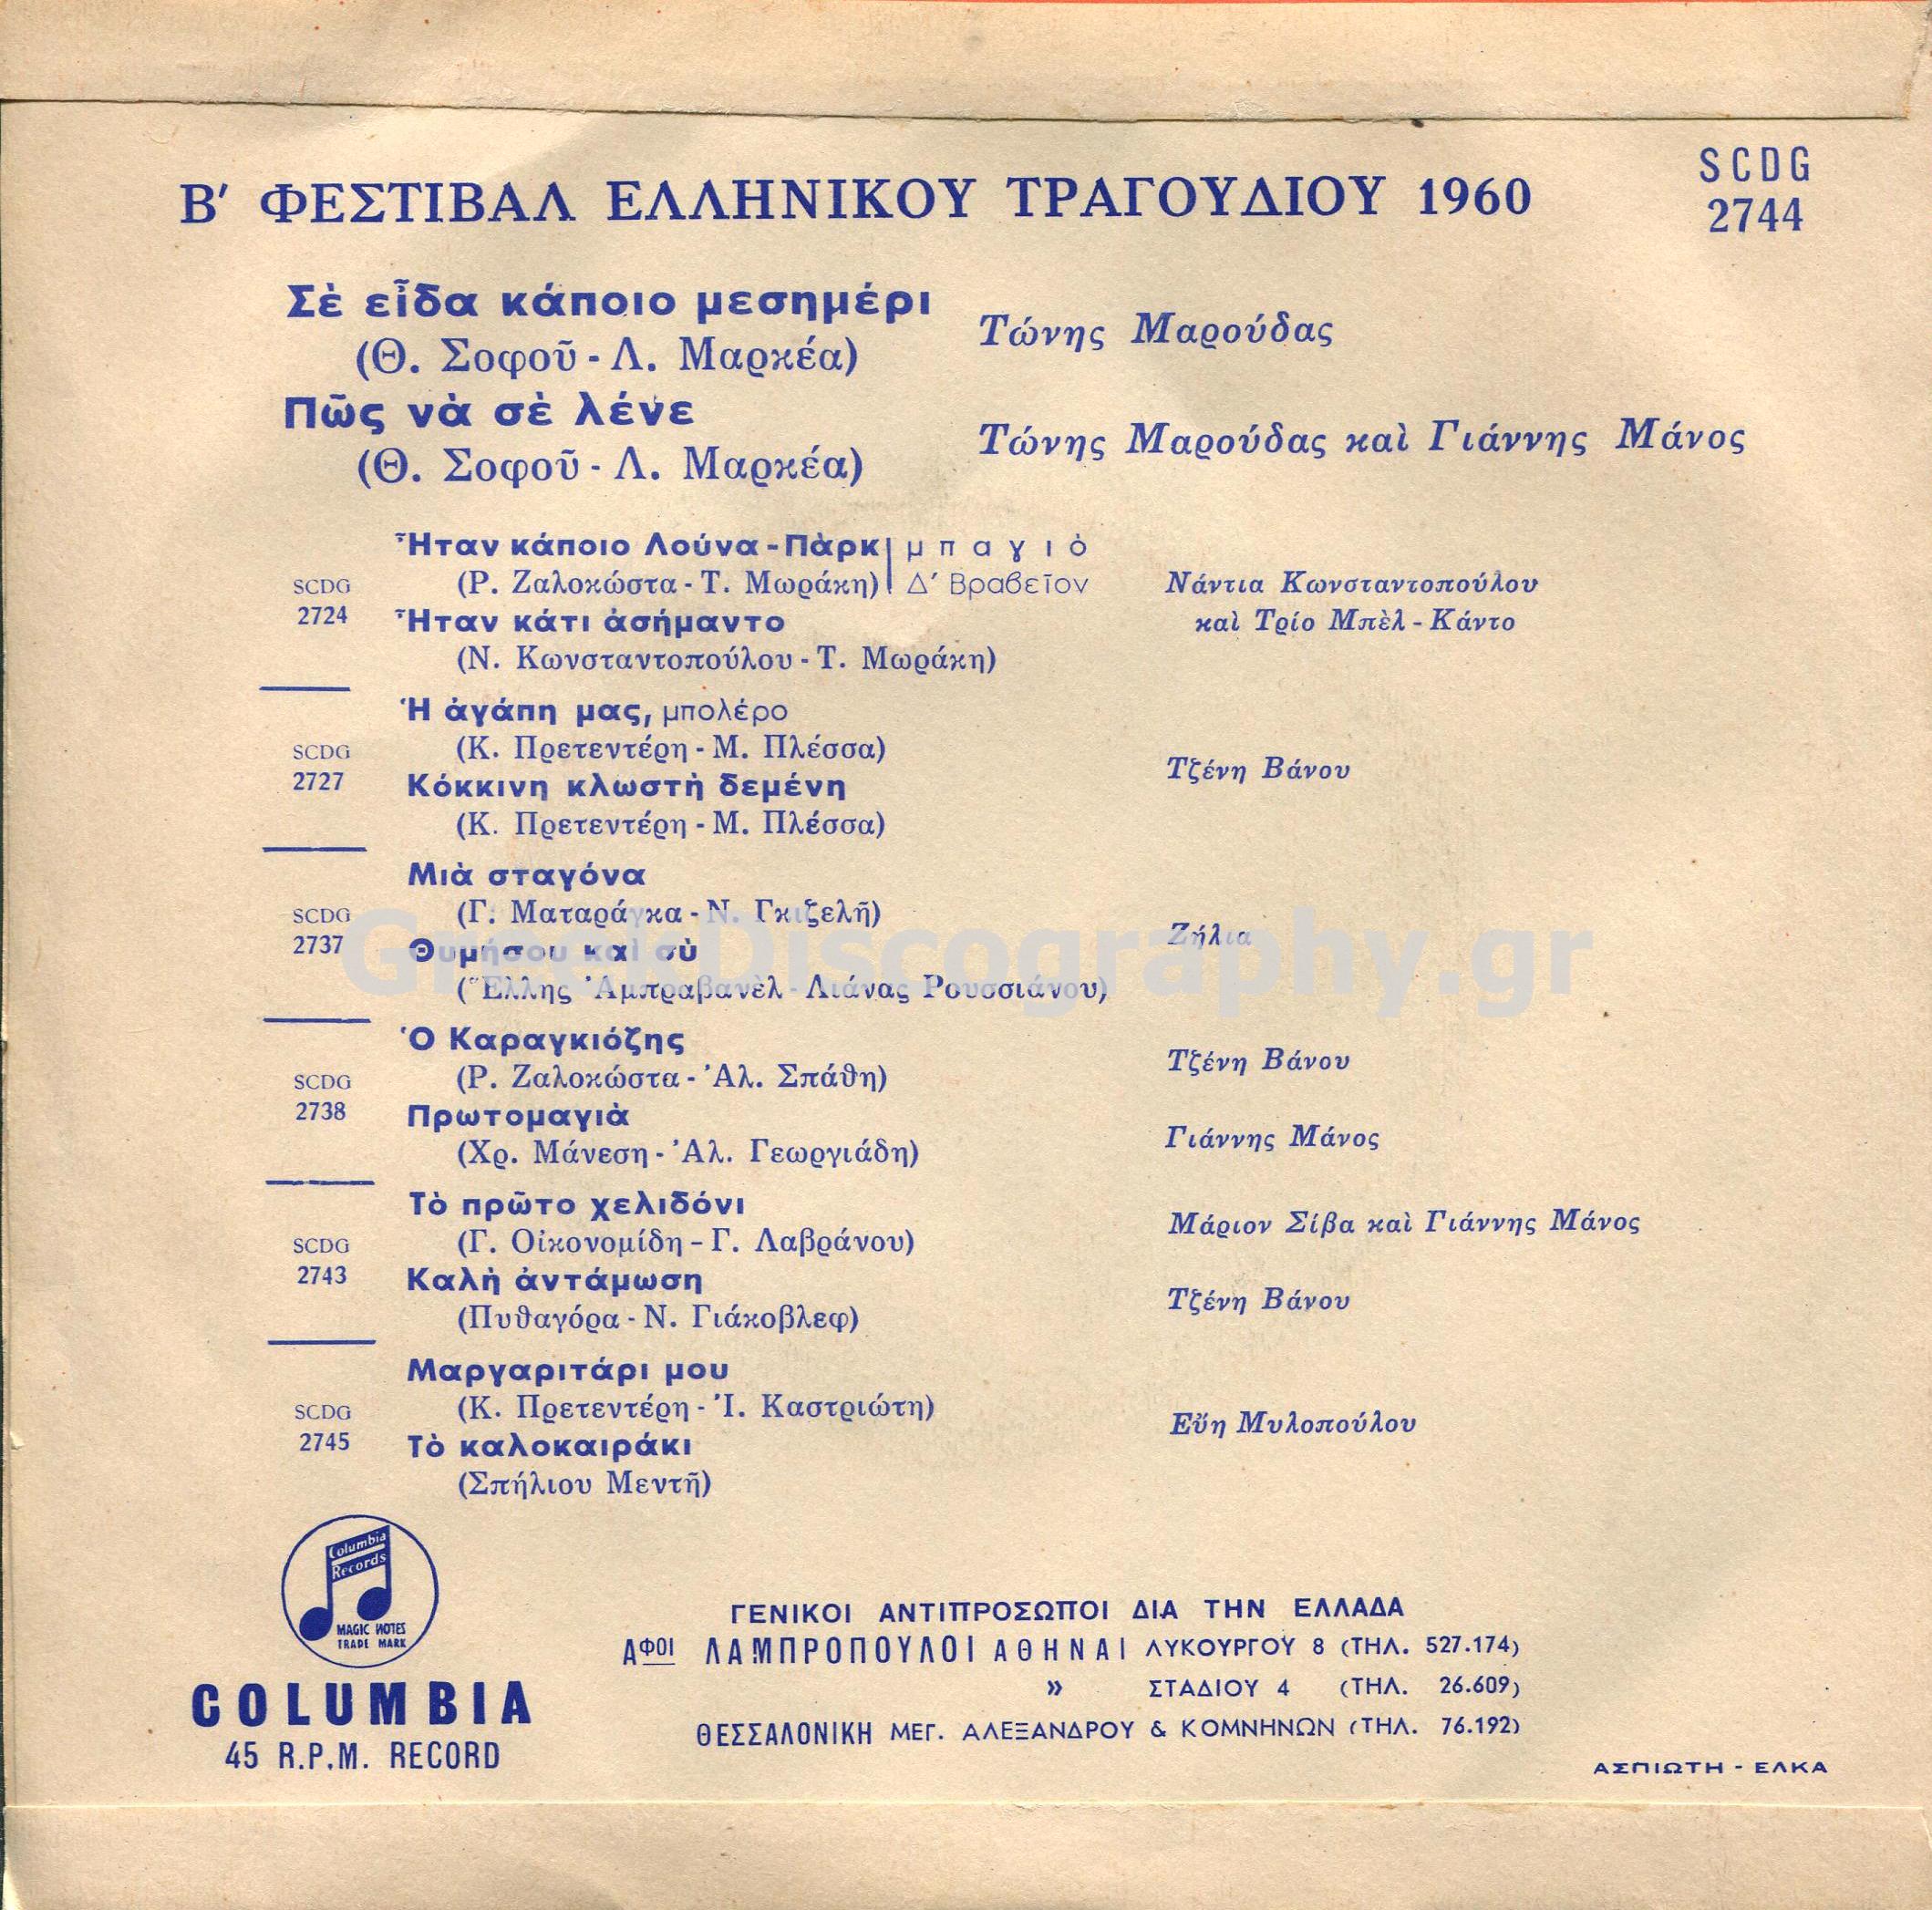 Β′ ΦΕΣΤΙΒΑΛ ΕΛΛΗΝΙΚΟΥ ΤΡΑΓΟΥΔΙΟΥ 1960
SCDG
2744
Σὲ εἶδα κάποιο μεσημέρι
(Θ. Σοφοῦ - Λ. Μαρκέα)
Τώνης Μαρούδας
Πῶς νὰ σὲ λένε
(Θ. Σοφοῦ - Λ. Μαρκέα)
Τώνης Μαρούδας καὶ Γιάννης Μάνος
SCDG
2724
Ἦταν κάποιο Λούνα-Πὰρκ μπαγιὸ
(Ρ. Ζαλοκώστα - Τ. Μωράκη) Δ′ Βραβεῖον
Ἦταν κάτι ἀσήμαντο
(Ν. Κωνσταντοπούλου - Τ. Μωράκη)
Νάντια Κωνσταντοπούλου
καὶ Τρίο Μπὲλ - Κάντο
SCDG
2727
Ἡ ἀγάπη μας, μπολέρο
(Κ. Πρετεντέρη - Μ. Πλέσσα)
Κόκκινη κλωστὴ δεμένη
(Κ. Πρετεντέρη - Μ. Πλέσσα)
Τζένη Βάνου
SCDG
2737
Μιὰ σταγόνα
(Γ. Ματαράγκα - Ν. Γκιζελῆ)
Θυμήσου καὶ σὺ
(Ἕλλης Ἀμπραβανὲλ - Λιάνας Ρουσσιάνου)
Ζήλια
GreekDiscography.gr
SCDG
2738
Ὁ Καραγκιόζης
(Ρ. Ζαλοκώστα - Ἀλ. Σπάθη)
Τζένη Βάνου
Πρωτομαγιὰ
(Χρ. Μάνεση - Ἀλ. Γεωργιάδη)
Γιάννης Μάνος
SCDG
2743
Τὸ πρῶτο χελιδόνι
(Γ. Οἰκονομίδη - Γ. Λαβράνου)
Μάριον Σίβα καὶ Γιάννης Μάνος
Καλὴ ἀντάμωση
(Πυθαγόρα - Ν. Γιάκοβλεφ)
Τζένη Βάνου
SCDG
2745
Μαργαριτάρι μου
(Κ. Πρετεντέρη - Ἰ. Καστριώτη)
Τὸ καλοκαιράκι
(Σπήλιου Μεντῆ)
Εὔη Μυλοπούλου
Columbia
Records
MAGIC NOTES
TRADE MARK
COLUMBIA
45 R.P.M. RECORD
ΓΕΝΙΚΟΙ ΑΝΤΙΠΡΟΣΩΠΟΙ ΔΙΑ ΤΗΝ ΕΛΛΑΔΑ
ΑΦΟΙ ΛΑΜΠΡΟΠΟΥΛΟΙ ΑΘΗΝΑΙ ΛΥΚΟΥΡΓΟΥ 8 (ΤΗΛ. 527.174)
» ΣΤΑΔΙΟΥ 4 (ΤΗΛ. 26.609)
ΘΕΣΣΑΛΟΝΙΚΗ ΜΕΓ. ΑΛΕΞΑΝΔΡΟΥ & ΚΟΜΝΗΝΩΝ (ΤΗΛ. 76.192)
ΑΣΠΙΩΤΗ - ΕΛΚΑ